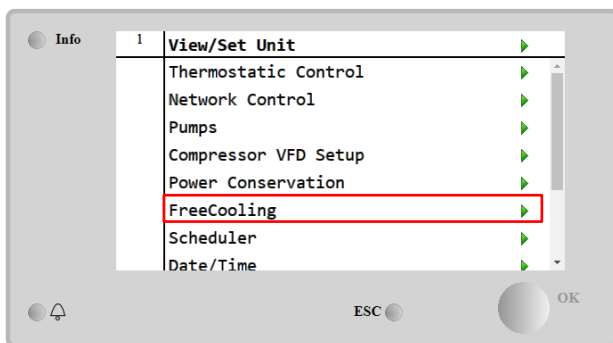 Info
1 View/Set Unit
Thermostatic Control
Network Control
Pumps
Compressor VFD Setup
Power Conservation
FreeCooling
Scheduler
Date/Time
ESC
OK